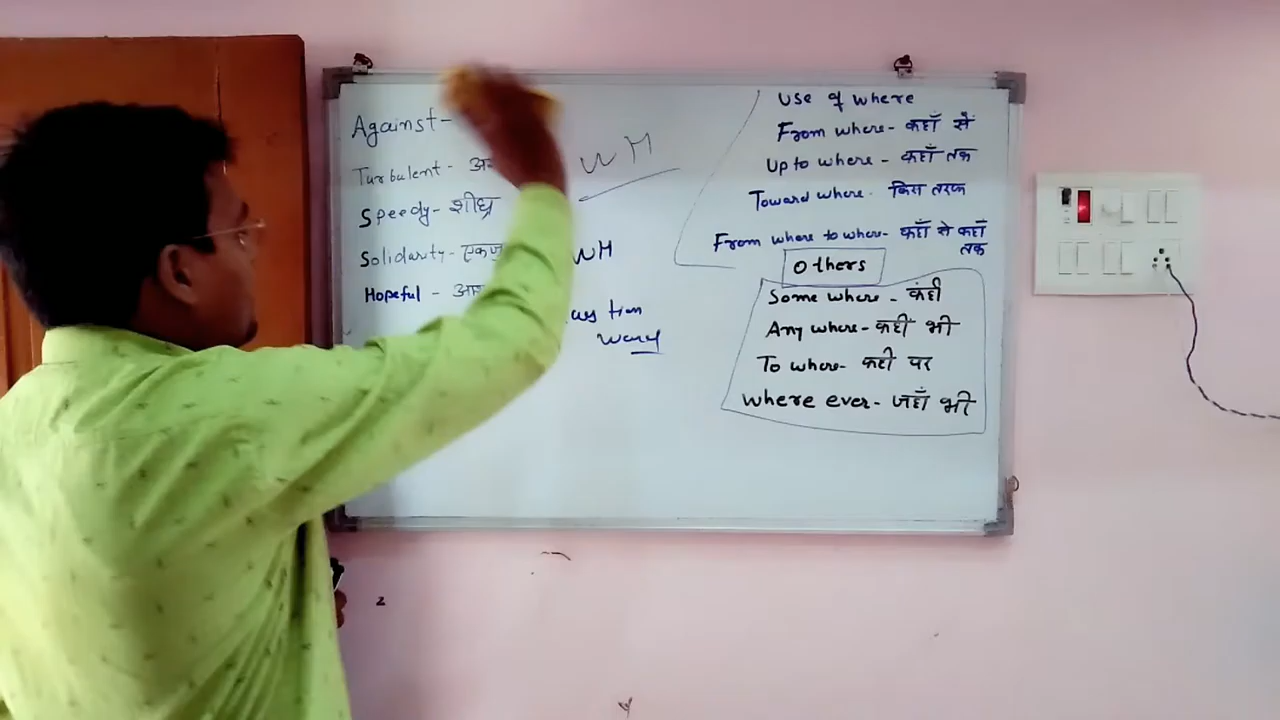 Against-
Turbulent -
Speedy- शीघ्र
Solidarity-
Hopeful -
WH
WH
word
Use of where
From where- कहाँ से
Up to where - कहाँ तक
Toward where- किस तरफ
From where to where- कहाँ से कहाँ
तक
Others
Some where - कही
Any where- कहीं भी
To where- कही पर
Where ever- जहाँ भी